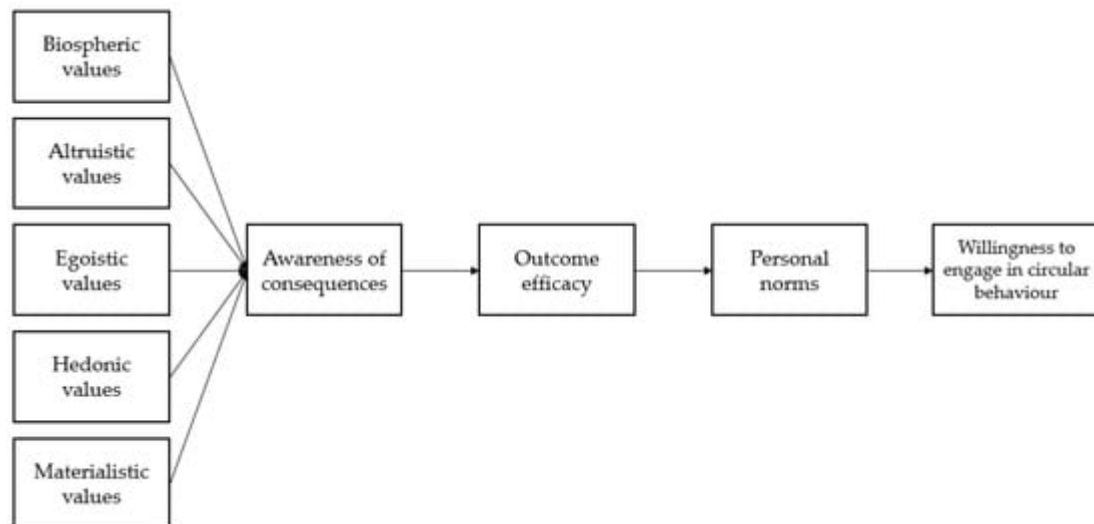 Biospheric
values
Altruistic
values
Egoistic
values
Hedonic
values
Materialistic
values
Awareness of
consequences
Outcome
efficacy
Personal
norms
Willingness to
engage in circular
behaviour